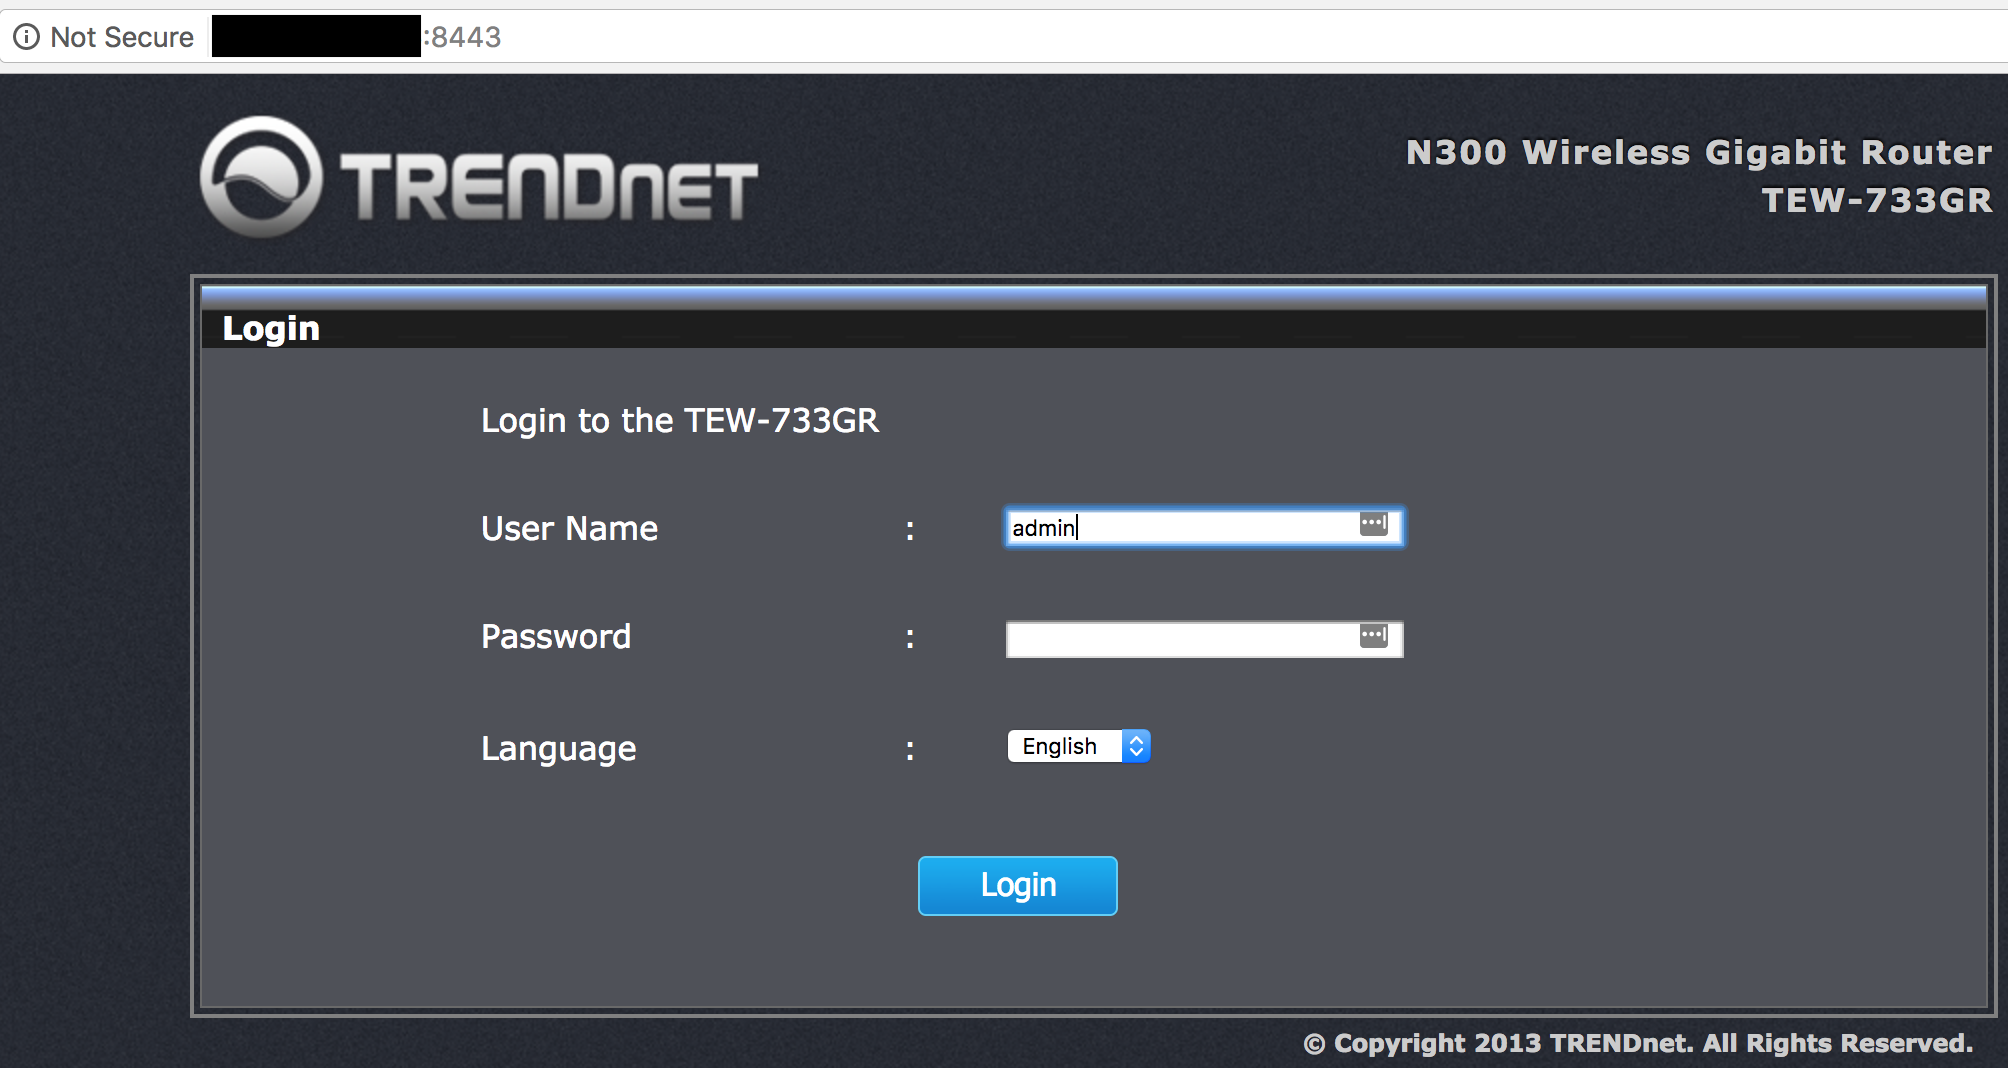 Not Secure :8443
TRENDNET
N300 Wireless Gigabit Router
TEW-733GR
Login
Login to the TEW-733GR
User Name : admin
Password :
Language : English
Login
© Copyright 2013 TRENDnet. All Rights Reserved.